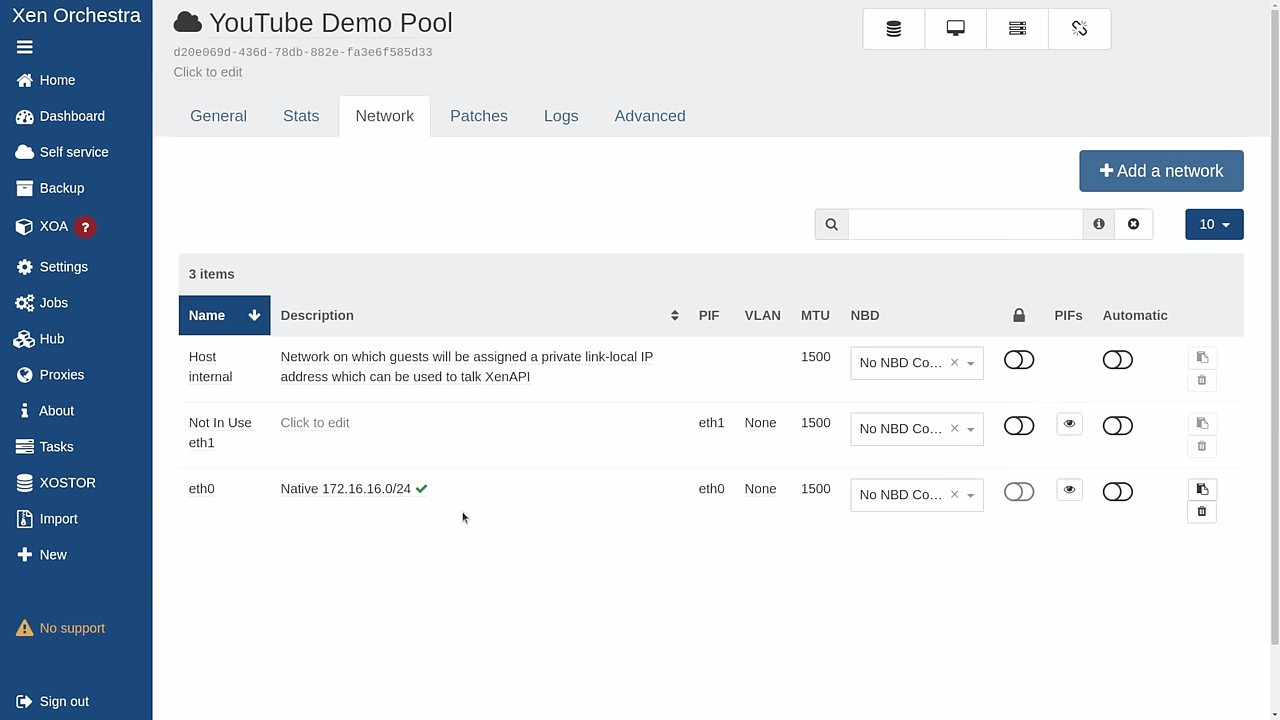 Xen Orchestra
YouTube Demo Pool
d20e069d-436d-78db-882e-fa3e6f585d33
Click to edit
Home
Dashboard
Self service
Backup
XOA ?
Settings
Jobs
Hub
Proxies
About
Tasks
XOSTOR
Import
New
No support
Sign out
General Stats Network Patches Logs Advanced
Add a network
10
3 items
Name Description PIF VLAN MTU NBD PIFs Automatic
Host Network on which guests will be assigned a private link-local IP 1500 No NBD Co...
internal address which can be used to talk XenAPI
Not In Use Click to edit eth1 None 1500 No NBD Co...
eth1
eth0 Native 172.16.16.0/24 eth0 None 1500 No NBD Co...